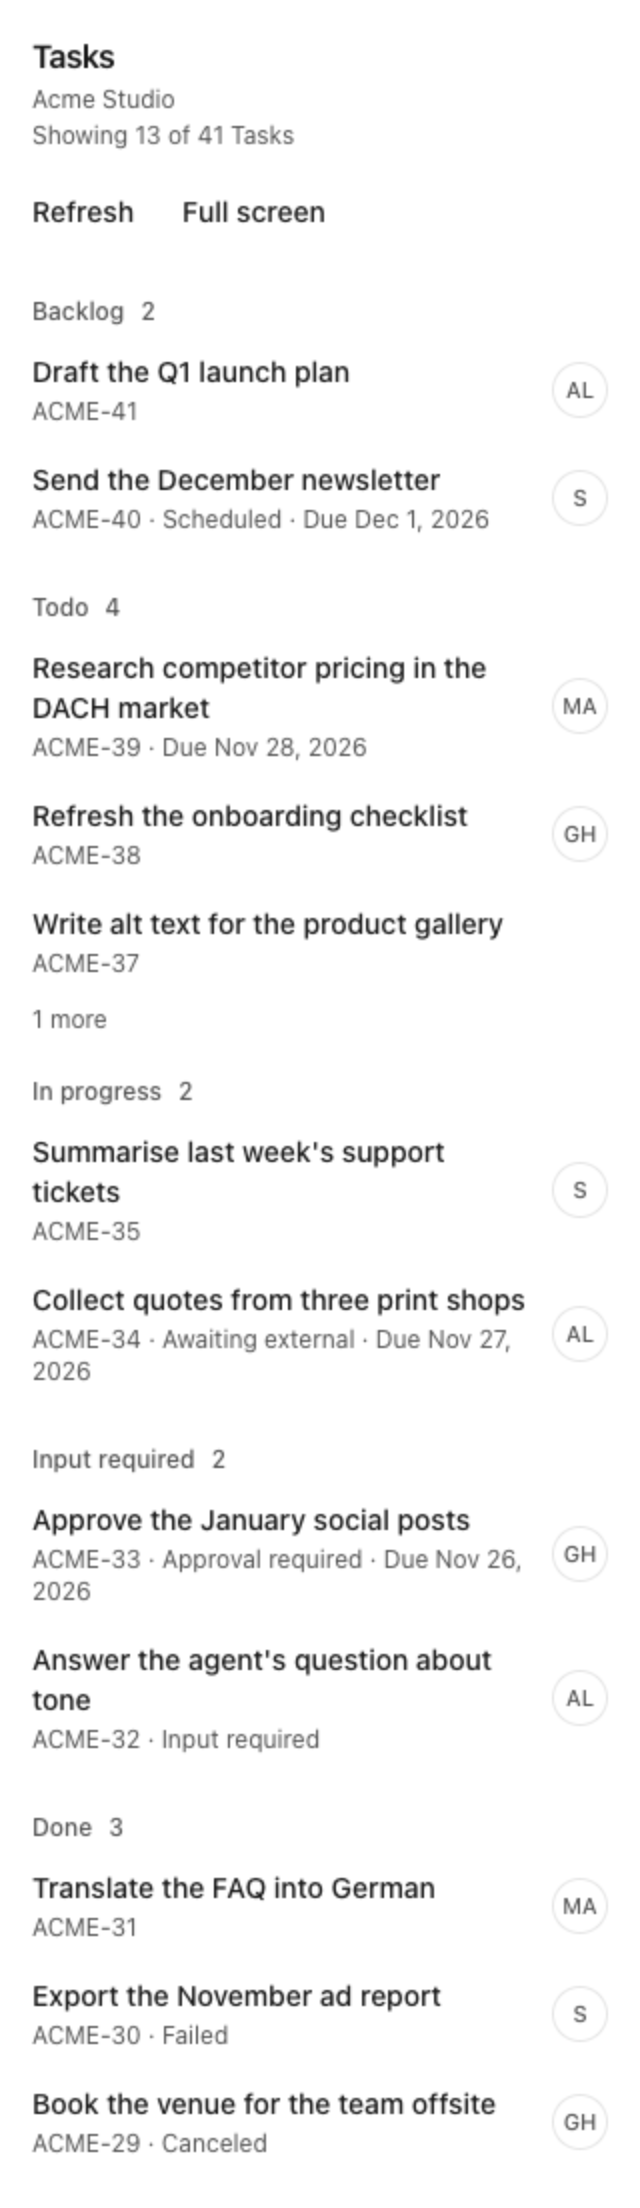 Tasks
Acme Studio
Showing 13 of 41 Tasks
Refresh Full screen
Backlog 2
Draft the Q1 launch plan
ACME-41
AL
Send the December newsletter
ACME-40 · Scheduled · Due Dec 1, 2026
S
Todo 4
Research competitor pricing in the
DACH market
ACME-39 · Due Nov 28, 2026
MA
Refresh the onboarding checklist
ACME-38
GH
Write alt text for the product gallery
ACME-37
1 more
In progress 2
Summarise last week's support
tickets
ACME-35
S
Collect quotes from three print shops
ACME-34 · Awaiting external · Due Nov 27,
2026
AL
Input required 2
Approve the January social posts
ACME-33 · Approval required · Due Nov 26,
2026
GH
Answer the agent's question about
tone
ACME-32 · Input required
AL
Done 3
Translate the FAQ into German
ACME-31
MA
Export the November ad report
ACME-30 · Failed
S
Book the venue for the team offsite
ACME-29 · Canceled
GH